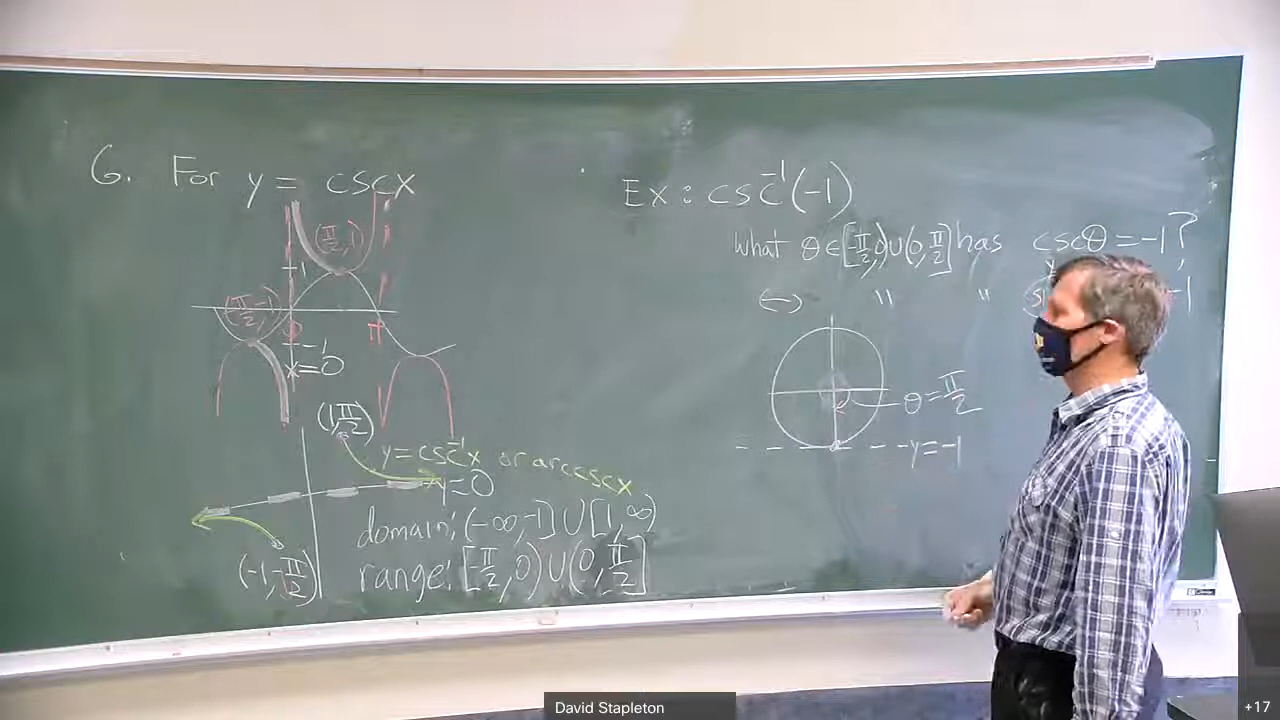 6. For y = cscx
(π/2, 1)
1
(-π/2, -1)
0
π
-1
x=0
(1, π/2)
y = csc⁻¹x or arccscx
y=0
domain: (-∞, -1] ∪ [1, ∞)
range: [-π/2, 0) ∪ (0, π/2]
(-1, -π/2)
Ex: csc⁻¹(-1)
What θ ∈ [-π/2, 0) ∪ (0, π/2] has cscθ = -1?
↔ " "
-1
θ = π/2
y = -1
David Stapleton
+17